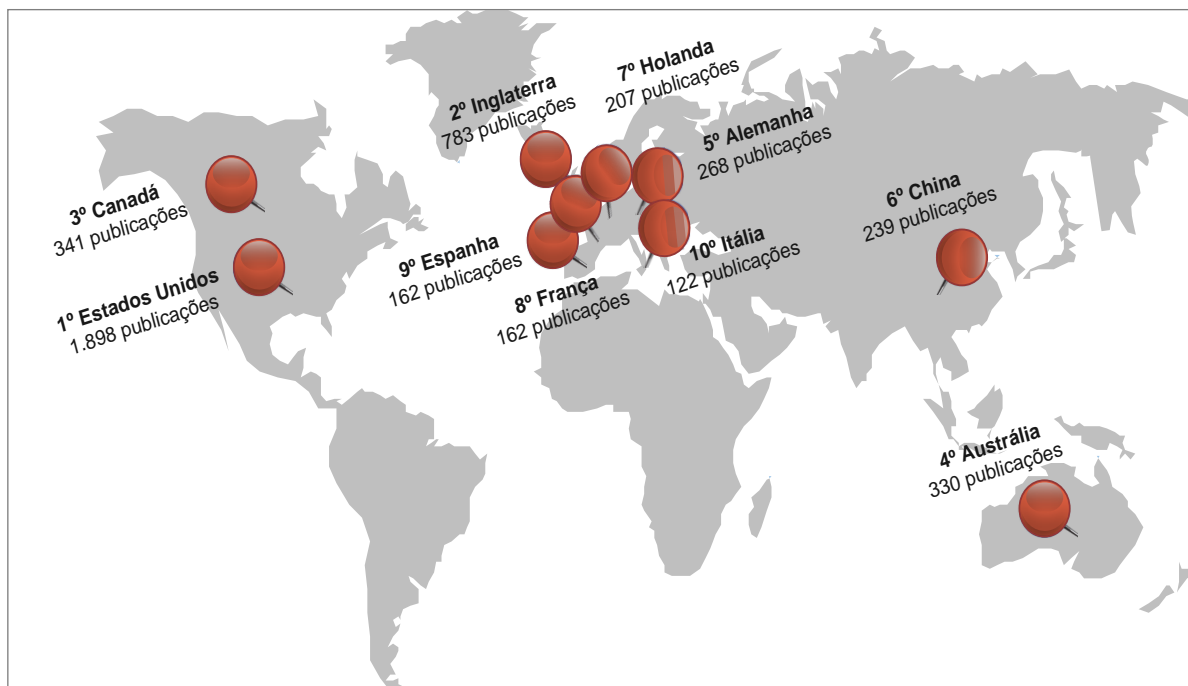 7º Holanda
207 publicações
2º Inglaterra
783 publicações
5º Alemanha
268 publicações
3º Canadá
341 publicações
6º China
239 publicações
9º Espanha
162 publicações
10º Itália
122 publicações
1º Estados Unidos
1.898 publicações
8º França
162 publicações
4º Austrália
330 publicações